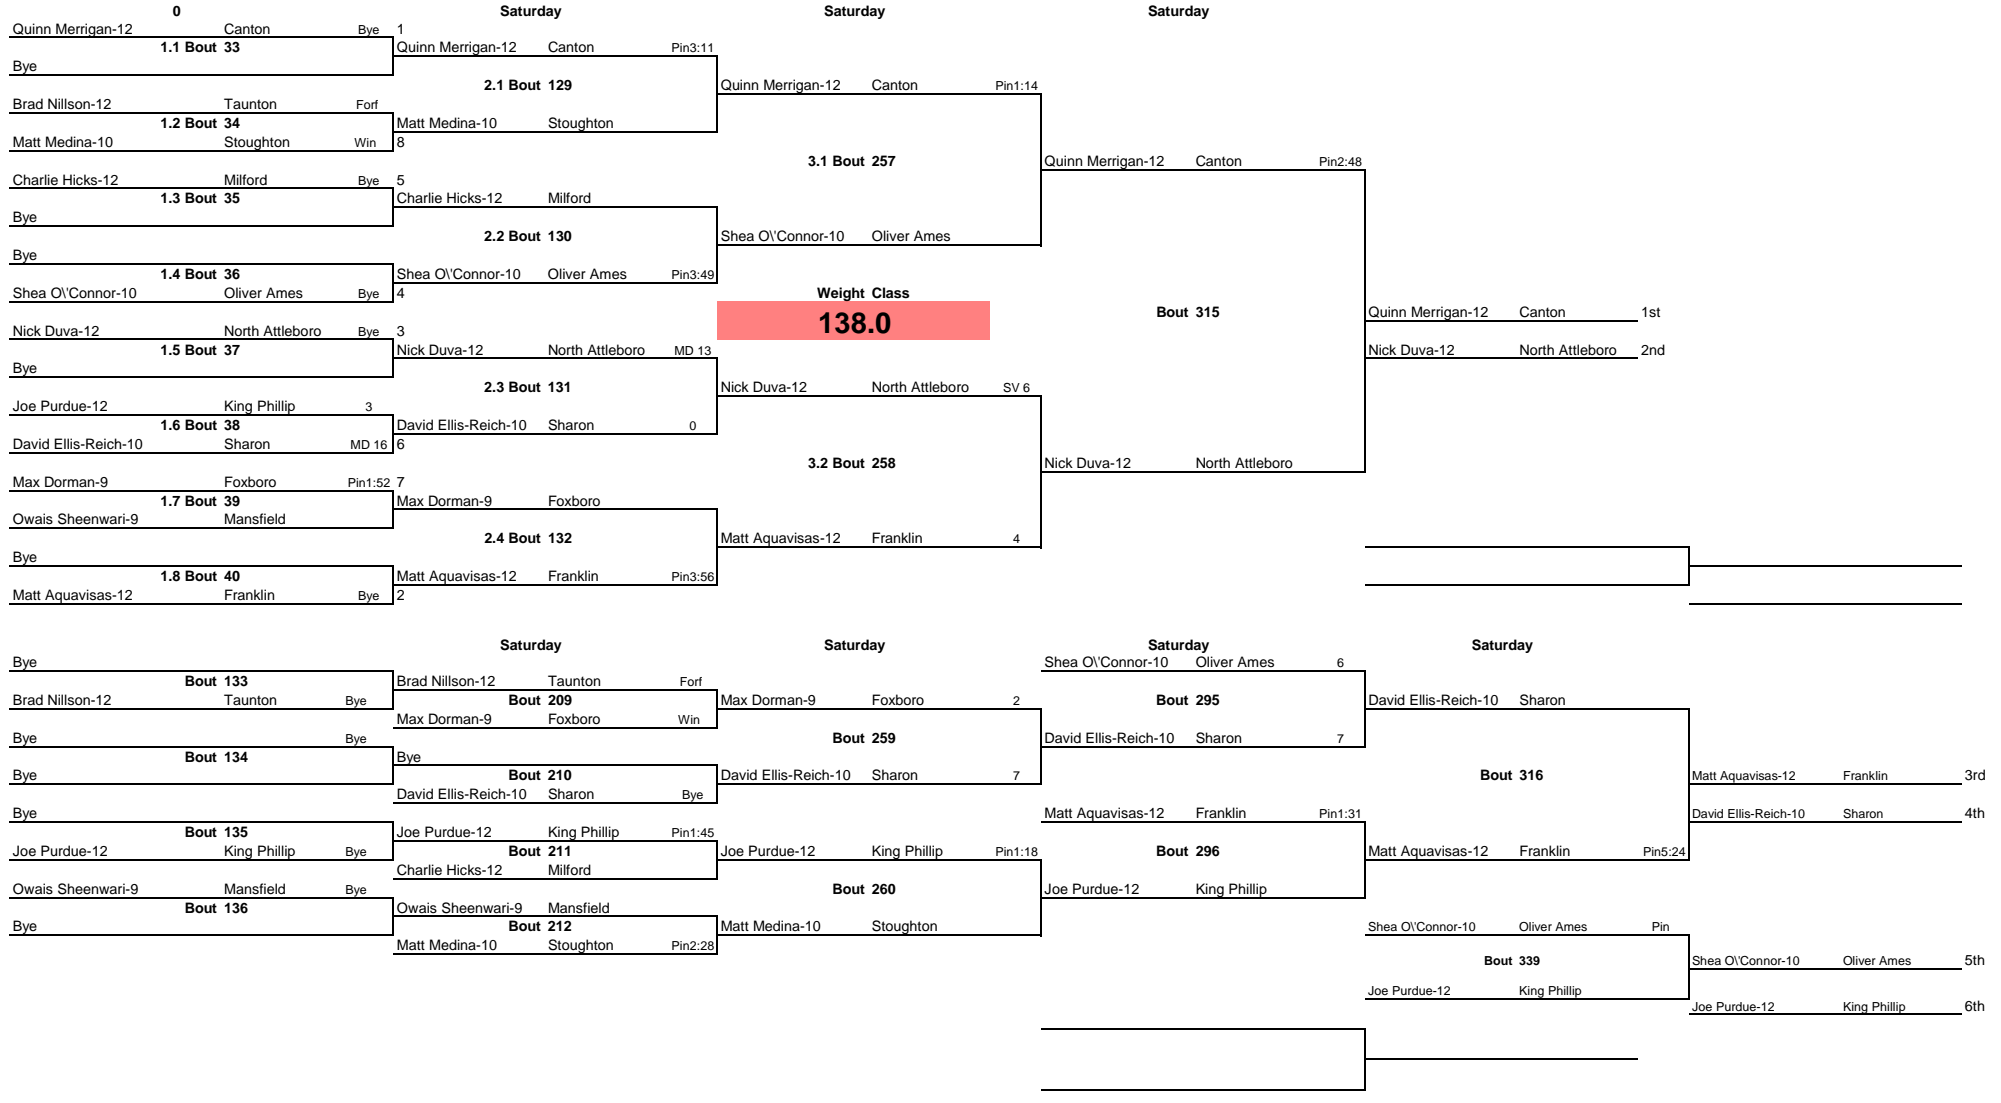 0 Saturday Saturday Saturday
Quinn Merrigan-12 Canton Bye 1
1.1 Bout 33 Quinn Merrigan-12 Canton Pin3:11
Bye
2.1 Bout 129 Quinn Merrigan-12 Canton Pin1:14
Brad Nillson-12 Taunton Forf
1.2 Bout 34 Matt Medina-10 Stoughton
Matt Medina-10 Stoughton Win 8
3.1 Bout 257 Quinn Merrigan-12 Canton Pin2:48
Charlie Hicks-12 Milford Bye 5
1.3 Bout 35 Charlie Hicks-12 Milford
Bye
2.2 Bout 130 Shea O\'Connor-10 Oliver Ames
Bye
1.4 Bout 36 Shea O\'Connor-10 Oliver Ames Pin3:49
Shea O\'Connor-10 Oliver Ames Bye 4 Weight Class
Bout 315 Quinn Merrigan-12 Canton 1st
138.0
Nick Duva-12 North Attleboro Bye 3
1.5 Bout 37 Nick Duva-12 North Attleboro MD 13 Nick Duva-12 North Attleboro 2nd
Bye
2.3 Bout 131 Nick Duva-12 North Attleboro SV 6
Joe Purdue-12 King Phillip 3
1.6 Bout 38 David Ellis-Reich-10 Sharon 0
David Ellis-Reich-10 Sharon MD 16 6
3.2 Bout 258 Nick Duva-12 North Attleboro
Max Dorman-9 Foxboro Pin1:52 7
1.7 Bout 39 Max Dorman-9 Foxboro
Owais Sheenwari-9 Mansfield
2.4 Bout 132 Matt Aquavisas-12 Franklin 4
Bye
1.8 Bout 40 Matt Aquavisas-12 Franklin Pin3:56
Matt Aquavisas-12 Franklin Bye 2
Saturday Saturday Saturday Saturday
Bye Shea O\'Connor-10 Oliver Ames 6
Bout 133 Brad Nillson-12 Taunton Forf
Brad Nillson-12 Taunton Bye Bout 209 Max Dorman-9 Foxboro 2 Bout 295 David Ellis-Reich-10 Sharon
Max Dorman-9 Foxboro Win
Bye Bye Bout 259 David Ellis-Reich-10 Sharon 7
Bout 134 Bye
Bye Bout 210 David Ellis-Reich-10 Sharon 7 Bout 316 Matt Aquavisas-12 Franklin 3rd
David Ellis-Reich-10 Sharon Bye
Bye Matt Aquavisas-12 Franklin Pin1:31 David Ellis-Reich-10 Sharon 4th
Bout 135 Joe Purdue-12 King Phillip Pin1:45
Joe Purdue-12 King Phillip Bye Bout 211 Joe Purdue-12 King Phillip Pin1:18 Bout 296 Matt Aquavisas-12 Franklin Pin5:24
Charlie Hicks-12 Milford
Owais Sheenwari-9 Mansfield Bye Bout 260 Joe Purdue-12 King Phillip
Bout 136 Owais Sheenwari-9 Mansfield
Bye Bout 212 Matt Medina-10 Stoughton Shea O\'Connor-10 Oliver Ames Pin
Matt Medina-10 Stoughton Pin2:28
Bout 339 Shea O\'Connor-10 Oliver Ames 5th
Joe Purdue-12 King Phillip
Joe Purdue-12 King Phillip 6th